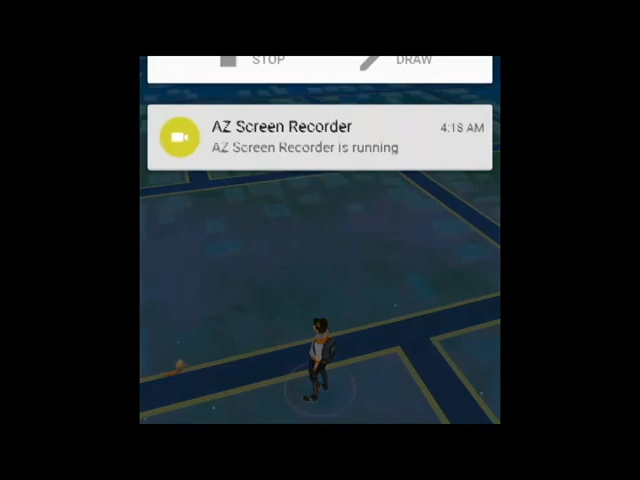 STOP DRAW
AZ Screen Recorder 4:18 AM
AZ Screen Recorder is running